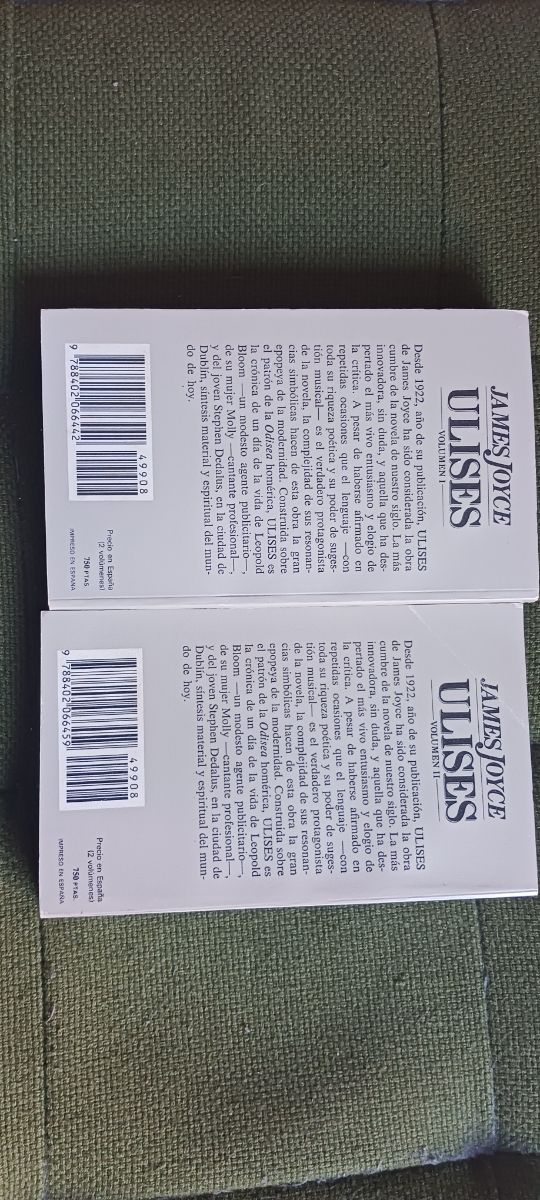 JAMES JOYCE
ULISES
VOLUMEN I
Desde 1922, año de su publicación, ULISES
de James Joyce ha sido considerada la obra
cumbre de la novela de nuestro siglo. La más
innovadora, sin duda, y aquella que ha des-
pertado el más vivo entusiasmo y elogio de
la crítica. A pesar de haberse afirmado en
repetidas ocasiones que el lenguaje —con
toda su riqueza poética y su poder de suges-
tión musical— es el verdadero protagonista
de la novela, la complejidad de sus resonan-
cias simbólicas hacen de esta obra la gran
epopeya de la modernidad. Construida sobre
el patrón de la Odisea homérica, ULISES es
la crónica de un día de la vida de Leopold
Bloom —un modesto agente publicitario—,
de su mujer Molly —cantante profesional—,
y del joven Stephen Dedalus, en la ciudad de
Dublín, síntesis material y espiritual del mun-
do de hoy.
49908
9 788402 066442
Precio en España
(2 volúmenes)
750 PTAS.
IMPRESO EN ESPAÑA
JAMES JOYCE
ULÍSES
VOLUMEN II
Desde 1922, año de su publicación, ULISES
de James Joyce ha sido considerada la obra
cumbre de la novela de nuestro siglo. La más
innovadora, sin duda, y aquella que ha des-
pertado el más vivo entusiasmo y elogio de
la crítica. A pesar de haberse afirmado en
repetidas ocasiones que el lenguaje —con
toda su riqueza poética y su poder de suges-
tión musical— es el verdadero protagonista
de la novela, la complejidad de sus resonan-
cias simbólicas hacen de esta obra la gran
epopeya de la modernidad. Construida sobre
el patrón de la Odisea homérica, ULISES es
la crónica de un día de la vida de Leopold
Bloom —un modesto agente publicitario—,
de su mujer Molly —cantante profesional—,
y del joven Stephen Dedalus, en la ciudad de
Dublín, síntesis material y espiritual del mun-
do de hoy.
49908
9 788402 066459
Precio en España
(2 volúmenes)
750 PTAS.
IMPRESO EN ESPAÑA